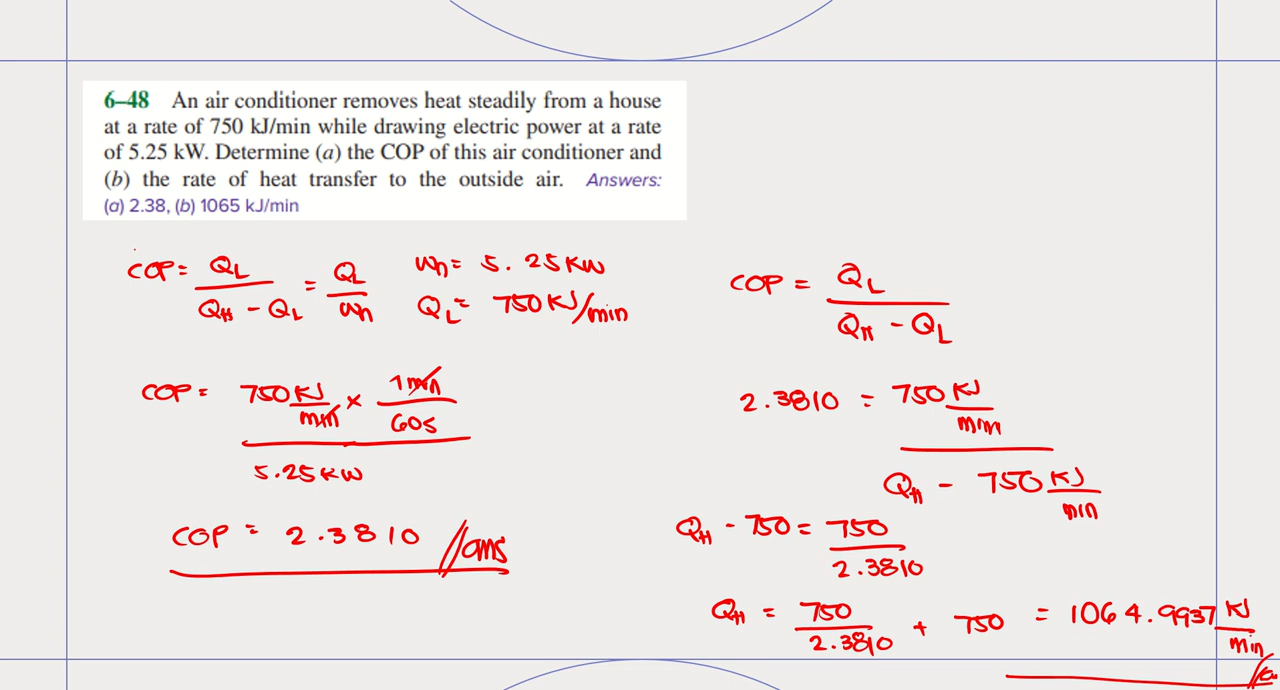 6–48 An air conditioner removes heat steadily from a house
at a rate of 750 kJ/min while drawing electric power at a rate
of 5.25 kW. Determine (a) the COP of this air conditioner and
(b) the rate of heat transfer to the outside air. Answers:
(a) 2.38, (b) 1065 kJ/min
COP = QL / (QH - QL) = QL / Wn
Wn = 5.25 KW
QL = 750 KJ/min
COP = 750 KJ/min × 1 min/60s
5.25 KW
COP = 2.3810 //ans
COP = QL / (QH - QL)
2.3810 = 750 KJ/min
QH - 750 KJ/min
QH - 750 = 750 / 2.3810
QH = 750 / 2.3810 + 750 = 1064.9937 KJ/min